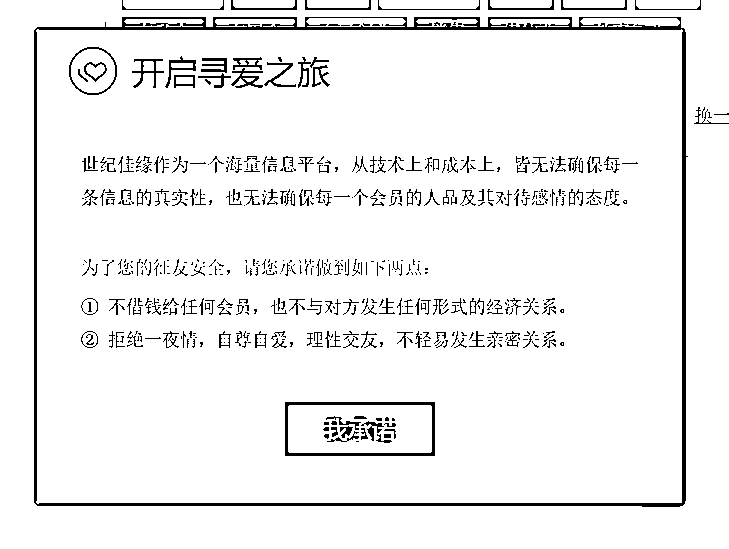 开启寻爱之旅
换一
世纪佳缘作为一个海量信息平台，从技术上和成本上，皆无法确保每一
条信息的真实性，也无法确保每一个会员的人品及其对待感情的态度。
为了您的征友安全，请您承诺做到如下两点：
① 不借钱给任何会员，也不与对方发生任何形式的经济关系。
② 拒绝一夜情，自尊自爱，理性交友，不轻易发生亲密关系。
我承诺